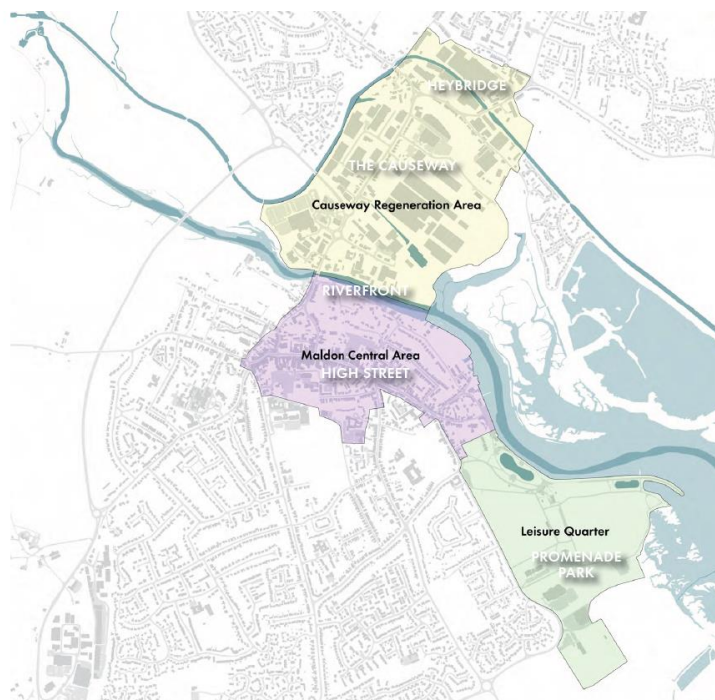 HEYBRIDGE
THE CAUSEWAY
Causeway Regeneration Area
RIVERFRONT
Maldon Central Area
HIGH STREET
Leisure Quarter
PROMENADE
PARK